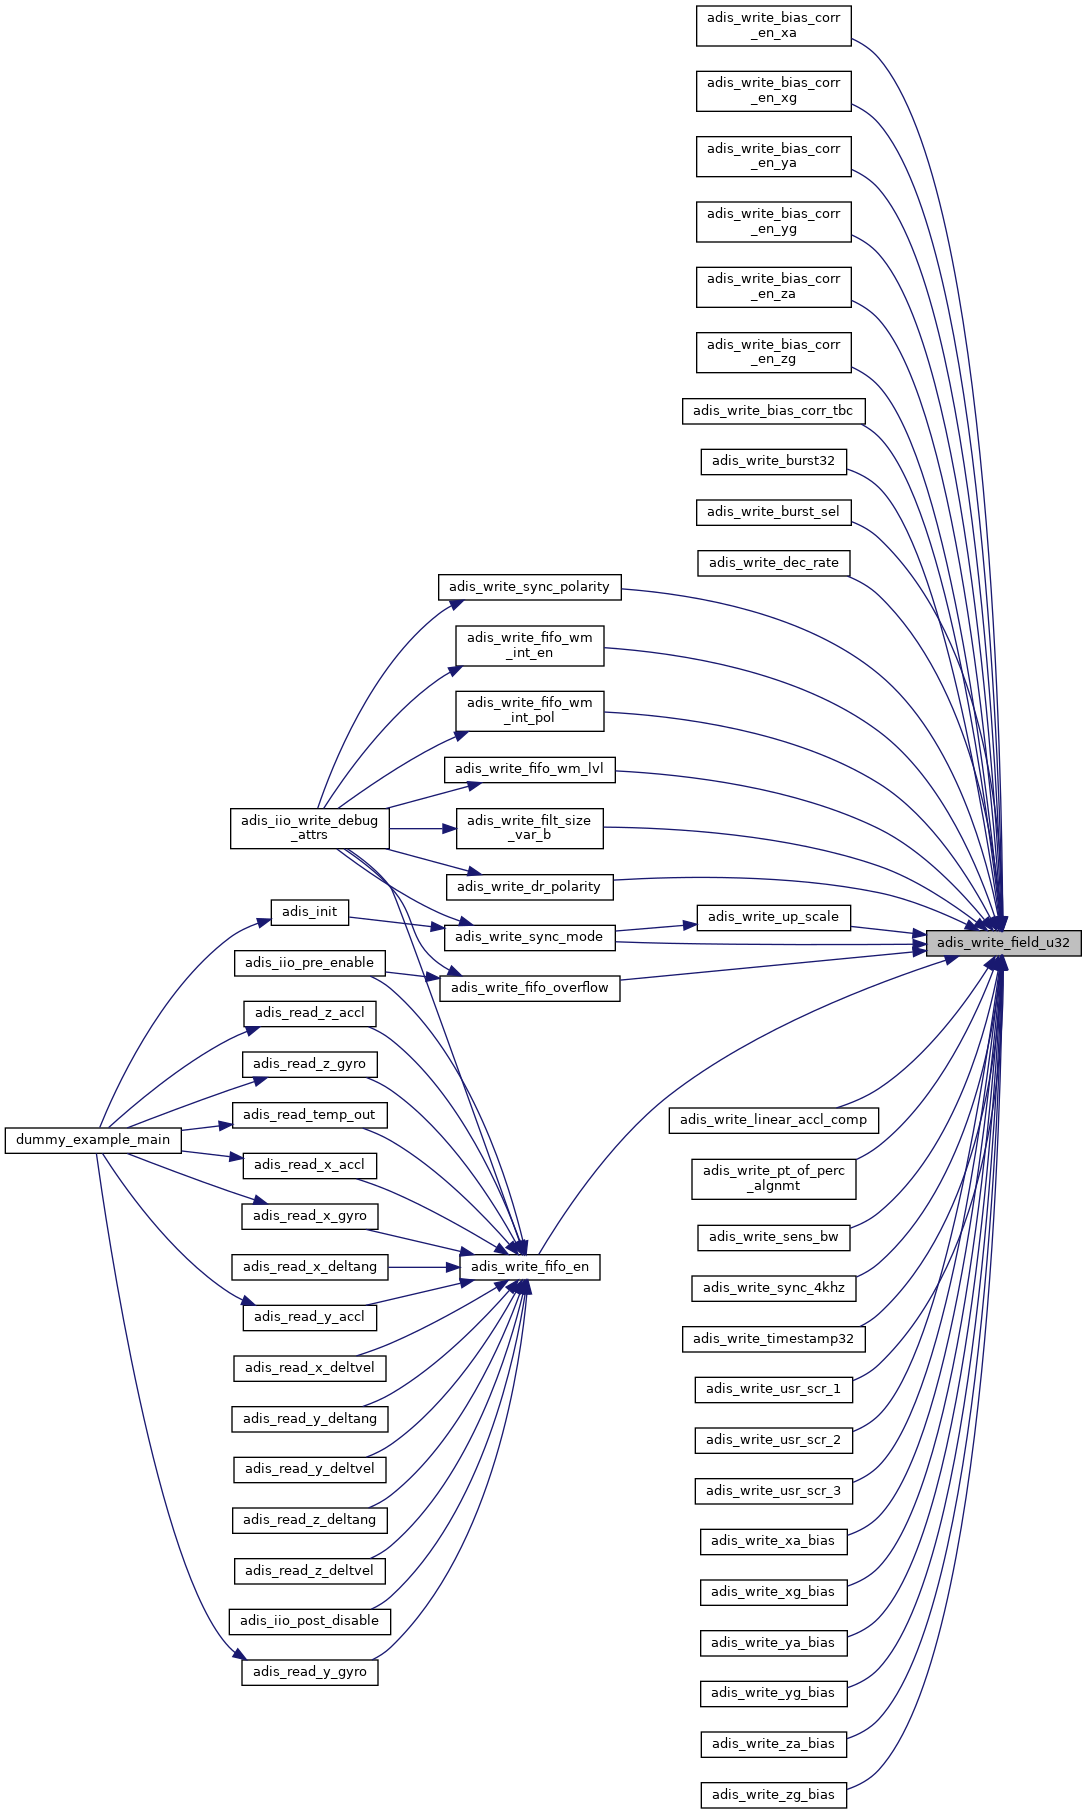 adis_write_bias_corr
_en_xa
adis_write_bias_corr
_en_xg
adis_write_bias_corr
_en_ya
adis_write_bias_corr
_en_yg
adis_write_bias_corr
_en_za
adis_write_bias_corr
_en_zg
adis_write_bias_corr_tbc
adis_write_burst32
adis_write_burst_sel
adis_write_dec_rate
adis_write_sync_polarity
adis_write_fifo_wm
_int_en
adis_write_fifo_wm
_int_pol
adis_write_fifo_wm_lvl
adis_iio_write_debug
_attrs
adis_write_filt_size
_var_b
adis_write_dr_polarity
adis_init
adis_write_up_scale
adis_write_sync_mode
adis_write_field_u32
adis_iio_pre_enable
adis_write_fifo_overflow
adis_read_z_accl
adis_read_z_gyro
adis_read_temp_out
adis_write_linear_accl_comp
dummy_example_main
adis_read_x_accl
adis_write_pt_of_perc
_algnmt
adis_read_x_gyro
adis_write_sens_bw
adis_read_x_deltang
adis_write_fifo_en
adis_write_sync_4khz
adis_read_y_accl
adis_write_timestamp32
adis_read_x_deltvel
adis_write_usr_scr_1
adis_read_y_deltang
adis_write_usr_scr_2
adis_read_y_deltvel
adis_write_usr_scr_3
adis_read_z_deltang
adis_write_xa_bias
adis_read_z_deltvel
adis_write_xg_bias
adis_iio_post_disable
adis_write_ya_bias
adis_read_y_gyro
adis_write_yg_bias
adis_write_za_bias
adis_write_zg_bias